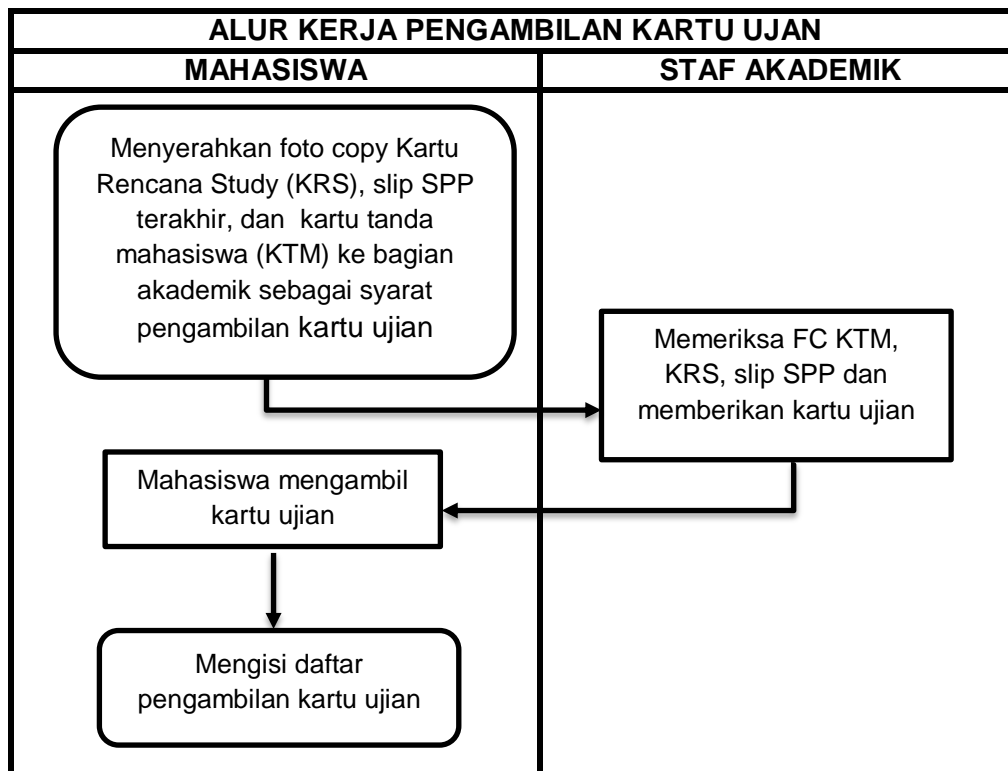 ALUR KERJA PENGAMBILAN KARTU UJAN
MAHASISWA
STAF AKADEMIK
Menyerahkan foto copy Kartu
Rencana Study (KRS), slip SPP
terakhir, dan kartu tanda
mahasiswa (KTM) ke bagian
akademik sebagai syarat
pengambilan kartu ujian
Memeriksa FC KTM,
KRS, slip SPP dan
memberikan kartu ujian
Mahasiswa mengambil
kartu ujian
Mengisi daftar
pengambilan kartu ujian